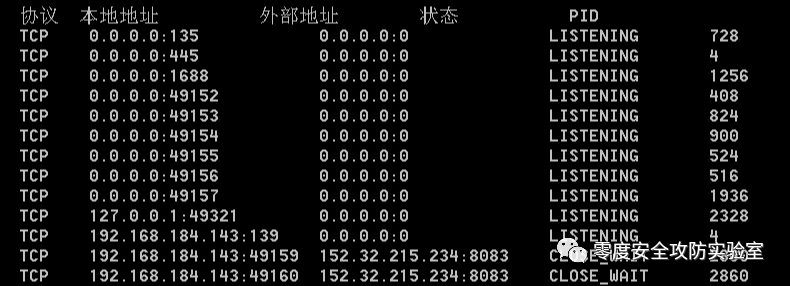 协议 本地地址 外部地址 状态 PID
TCP 0.0.0.0:135 0.0.0.0:0 LISTENING 728
TCP 0.0.0.0:445 0.0.0.0:0 LISTENING 4
TCP 0.0.0.0:1688 0.0.0.0:0 LISTENING 1256
TCP 0.0.0.0:49152 0.0.0.0:0 LISTENING 408
TCP 0.0.0.0:49153 0.0.0.0:0 LISTENING 824
TCP 0.0.0.0:49154 0.0.0.0:0 LISTENING 900
TCP 0.0.0.0:49155 0.0.0.0:0 LISTENING 524
TCP 0.0.0.0:49156 0.0.0.0:0 LISTENING 516
TCP 0.0.0.0:49157 0.0.0.0:0 LISTENING 1936
TCP 127.0.0.1:49321 0.0.0.0:0 LISTENING 2328
TCP 192.168.184.143:139 0.0.0.0:0 LISTENING 4
TCP 192.168.184.143:49159 152.32.215.234:8083
零度安全攻防实验室
TCP 192.168.184.143:49160 152.32.215.234:8083 CLOSE_WAIT 2860